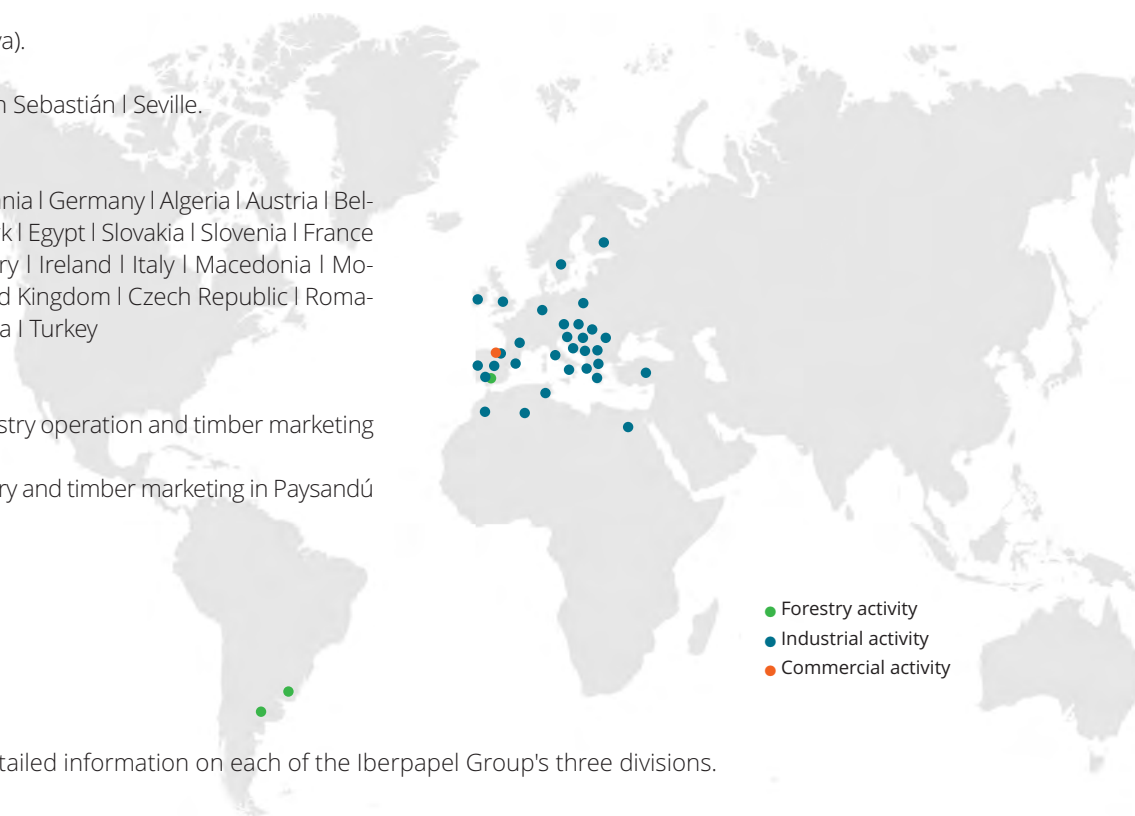 va).
n Sebastián | Seville.
ania | Germany | Algeria | Austria | Bel-
k | Egypt | Slovakia | Slovenia | France
ry | Ireland | Italy | Macedonia | Mo-
d Kingdom | Czech Republic | Roma-
a | Turkey
stry operation and timber marketing
ry and timber marketing in Paysandú
Forestry activity
Industrial activity
Commercial activity
tailed information on each of the Iberpapel Group's three divisions.